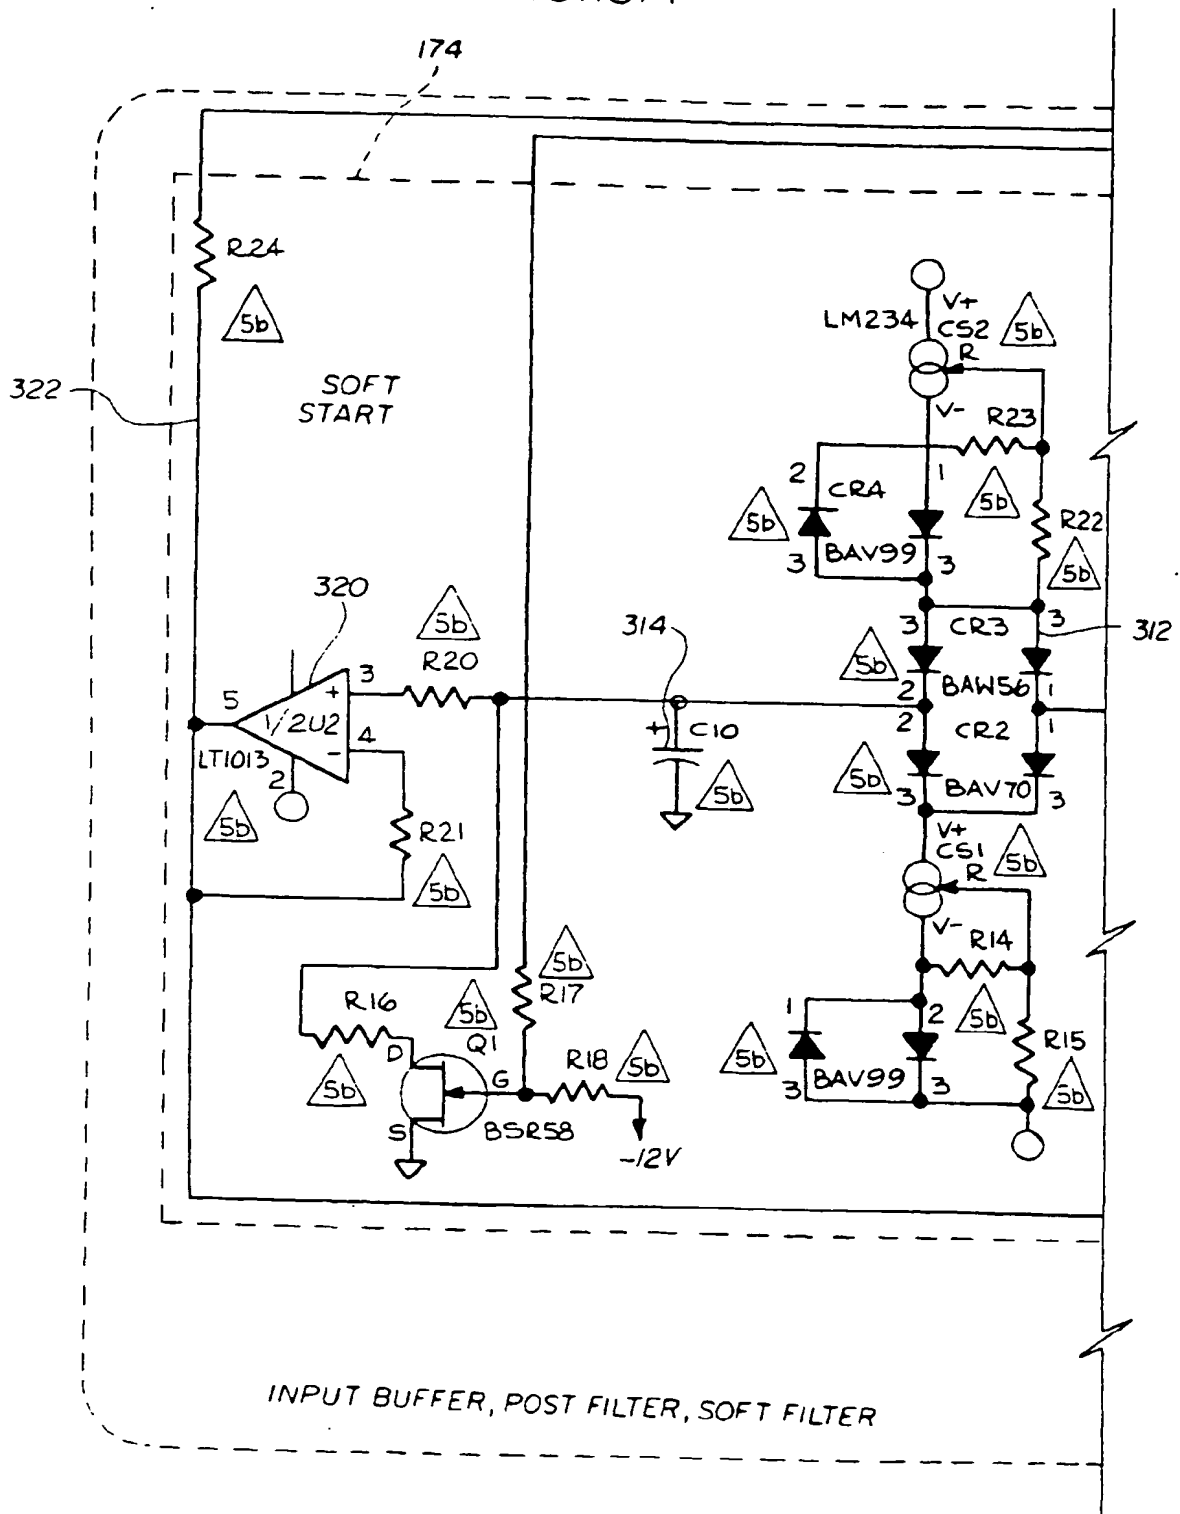 174
R24
5b
322
SOFT
START
V+
LM234
CS2
5b
R
V-
R23
2
1
CR4
5b
5b
R22
BAV99
3
3
5b
320
5b
314
3
CR3
3
312
R20
5b
5
3
+
1/2U2
4
-
LT1013
2
5b
+
C10
5b
2
BAW56
1
2
CR2
1
5b
3
BAV70
3
R21
5b
V+
CS1
5b
R
V-
R14
5b
R17
R16
5b
Q1
1
2
5b
D
5b
R18
5b
5b
R15
G
3
BAV99
3
5b
S
BSR58
-12V
INPUT BUFFER, POST FILTER, SOFT FILTER